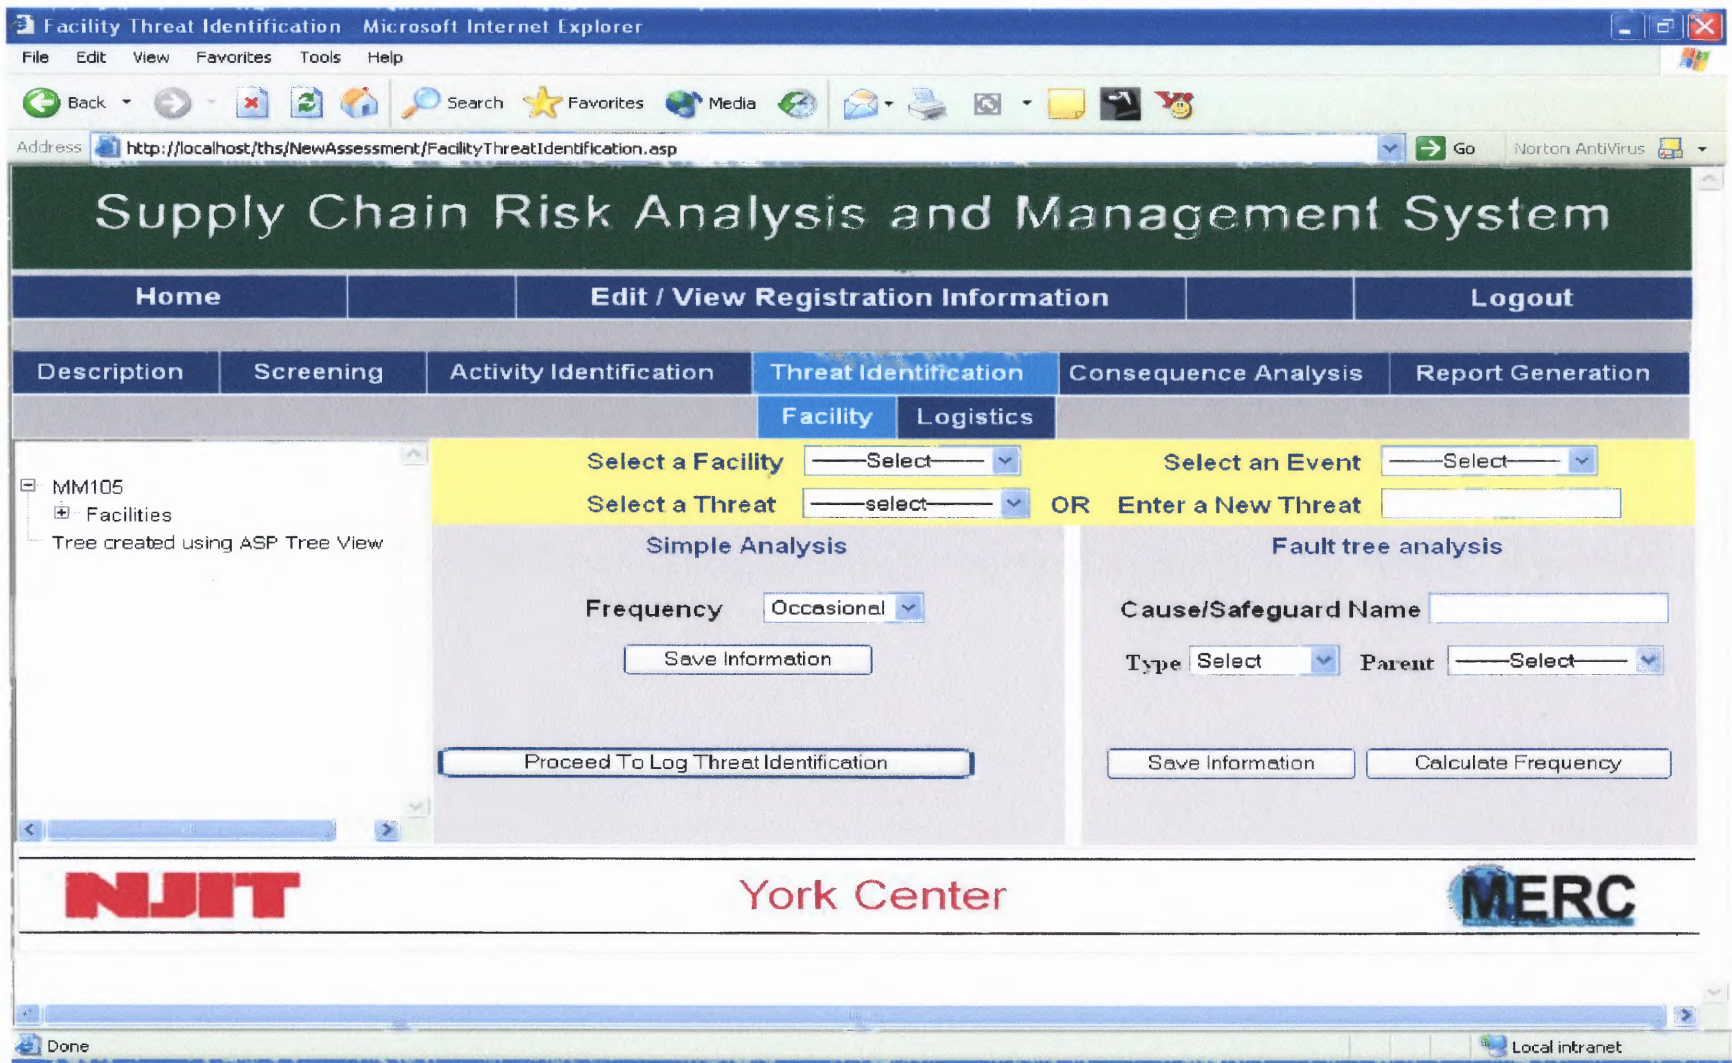 Facility Threat Identification - Microsoft Internet Explorer
File Edit View Favorites Tools Help
Back Search Favorites Media
Address http://localhost/ths/NewAssessment/FacilityThreatIdentification.asp Go Norton AntiVirus
Supply Chain Risk Analysis and Management System
Home Edit / View Registration Information Logout
Description Screening Activity Identification Threat Identification Consequence Analysis Report Generation
Facility Logistics
Select a Facility ——Select—— Select an Event ——Select——
MM105
Select a Threat ——select—— OR Enter a New Threat
Facilities
Tree created using ASP Tree View
Simple Analysis Fault tree analysis
Frequency Occasional Cause/Safeguard Name
Save Information Type Select Parent ——Select——
Proceed To Log Threat Identification Save Information Calculate Frequency
NJIT York Center MERC
Done Local intranet